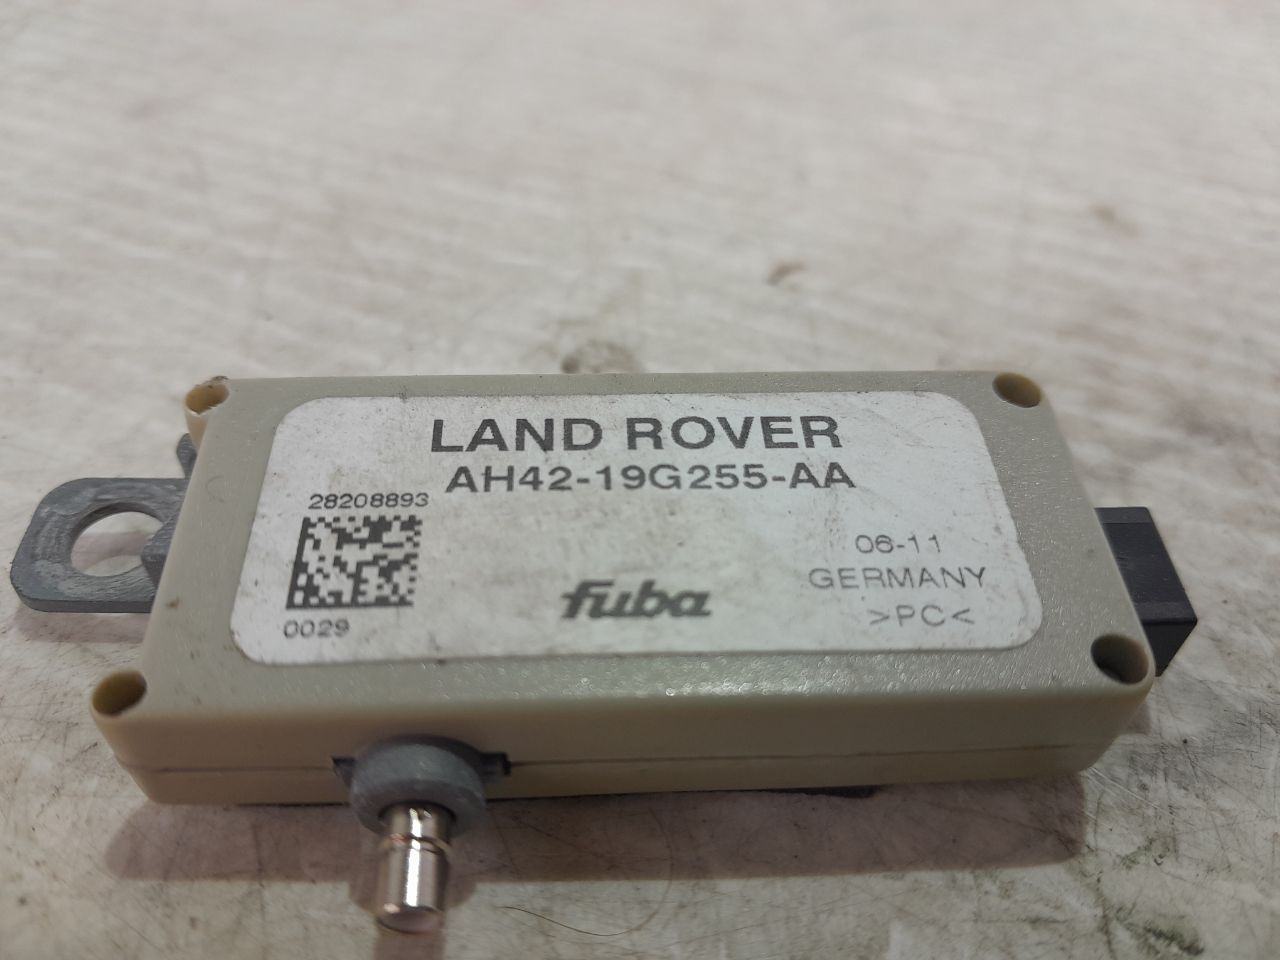 LAND ROVER
AH42-19G255-AA
28208893
06-11
GERMANY
fuba
>PC<
0029